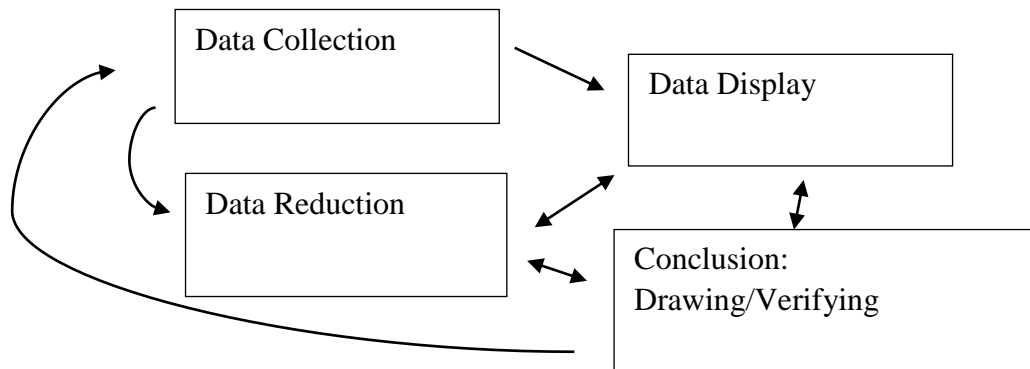 Data Collection
Data Display
Data Reduction
Conclusion:
Drawing/Verifying